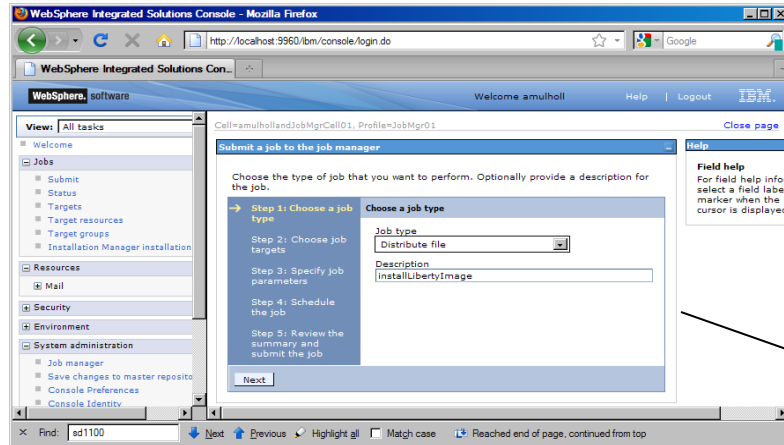 WebSphere Integrated Solutions Console - Mozilla Firefox
http://localhost:9960/ibm/console/login.do
Google
WebSphere Integrated Solutions Con...
WebSphere. software
Welcome amulholl
Help | Logout
IBM.
View: All tasks
Cell=amulhollandJobMgrCell01, Profile=JobMgr01
Close page
Welcome
Jobs
Submit
Status
Targets
Target resources
Target groups
Installation Manager installation
Resources
Mail
Security
Environment
System administration
Job manager
Save changes to master reposito
Console Preferences
Console Identity
Submit a job to the job manager
Choose the type of job that you want to perform. Optionally provide a description for
the job.
Step 1: Choose a job
type
Step 2: Choose job
targets
Step 3: Specify job
parameters
Step 4: Schedule
the job
Step 5: Review the
summary and
submit the job
Choose a job type
Job type
Distribute file
Description
installLibertyImage
Next
Help
Field help
For field help info
select a field labe
marker when the
cursor is displayed
Find: sd1100
Next
Previous
Highlight all
Match case
Reached end of page, continued from top